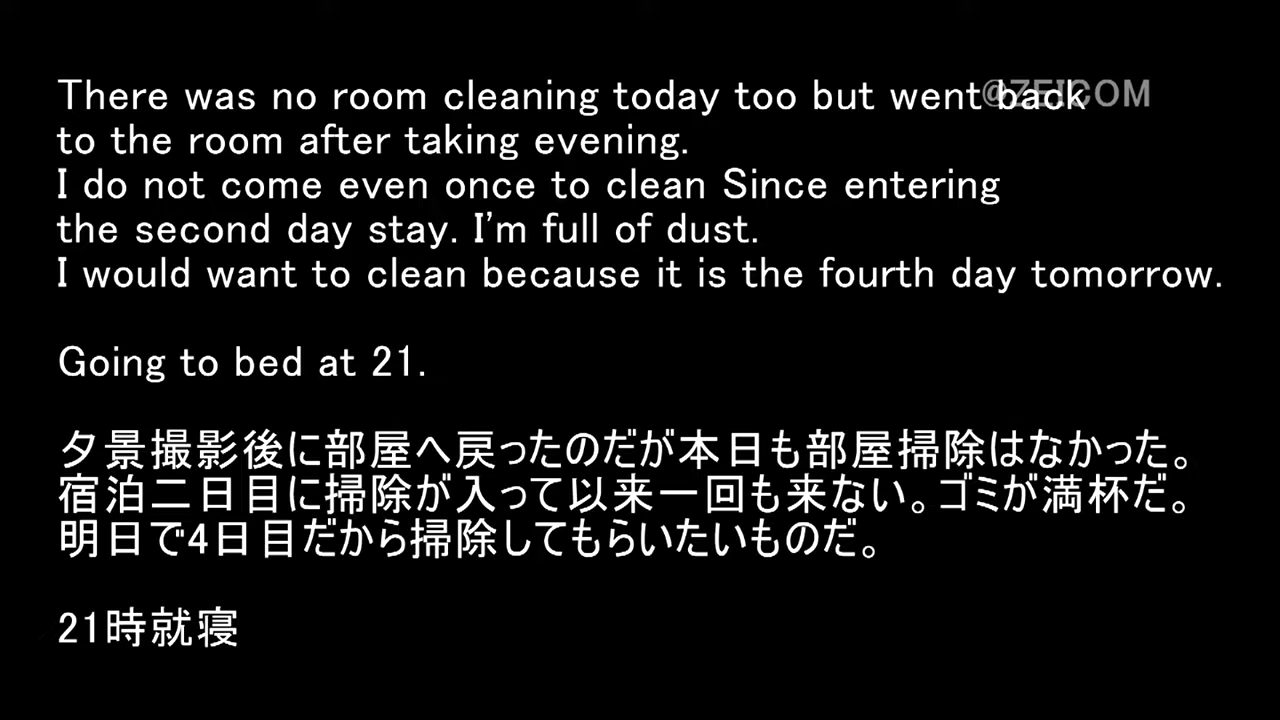 There was no room cleaning today too but went back
@ZEICOM
to the room after taking evening.
I do not come even once to clean Since entering
the second day stay. I'm full of dust.
I would want to clean because it is the fourth day tomorrow.
Going to bed at 21.
夕景撮影後に部屋へ戻ったのだが本日も部屋掃除はなかった。
宿泊二日目に掃除が入って以来一回も来ない。ゴミが満杯だ。
明日で4日目だから掃除してもらいたいものだ。
21時就寝